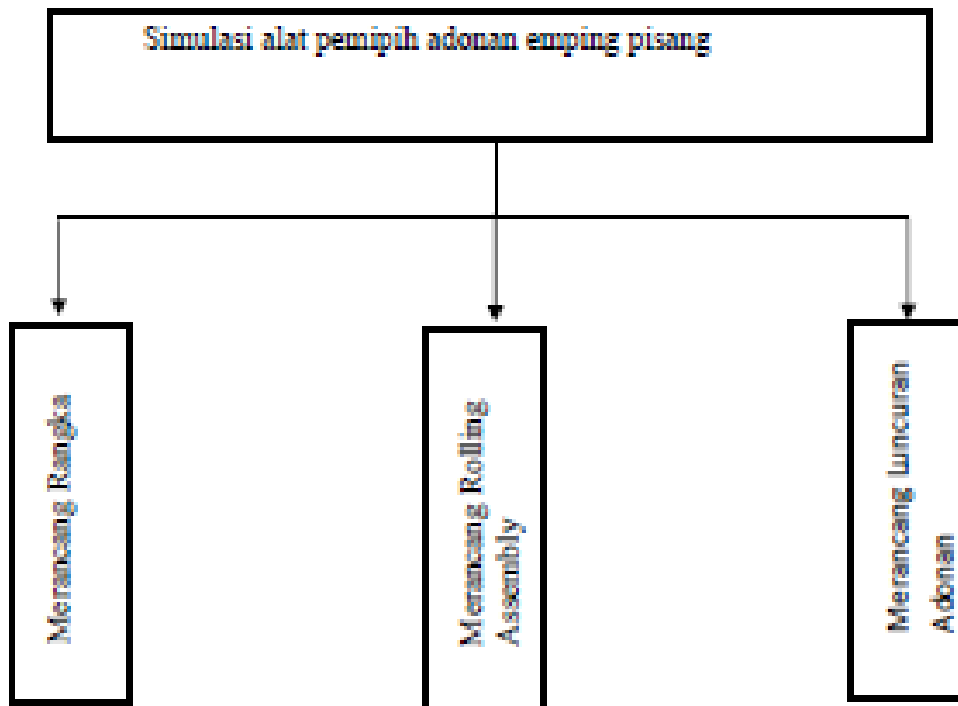 Simulasi alat pemipih adonan emping pisang
Merancang Rangka
Merancang Rolling
Assembly
Merancang Luncuran
Adonan